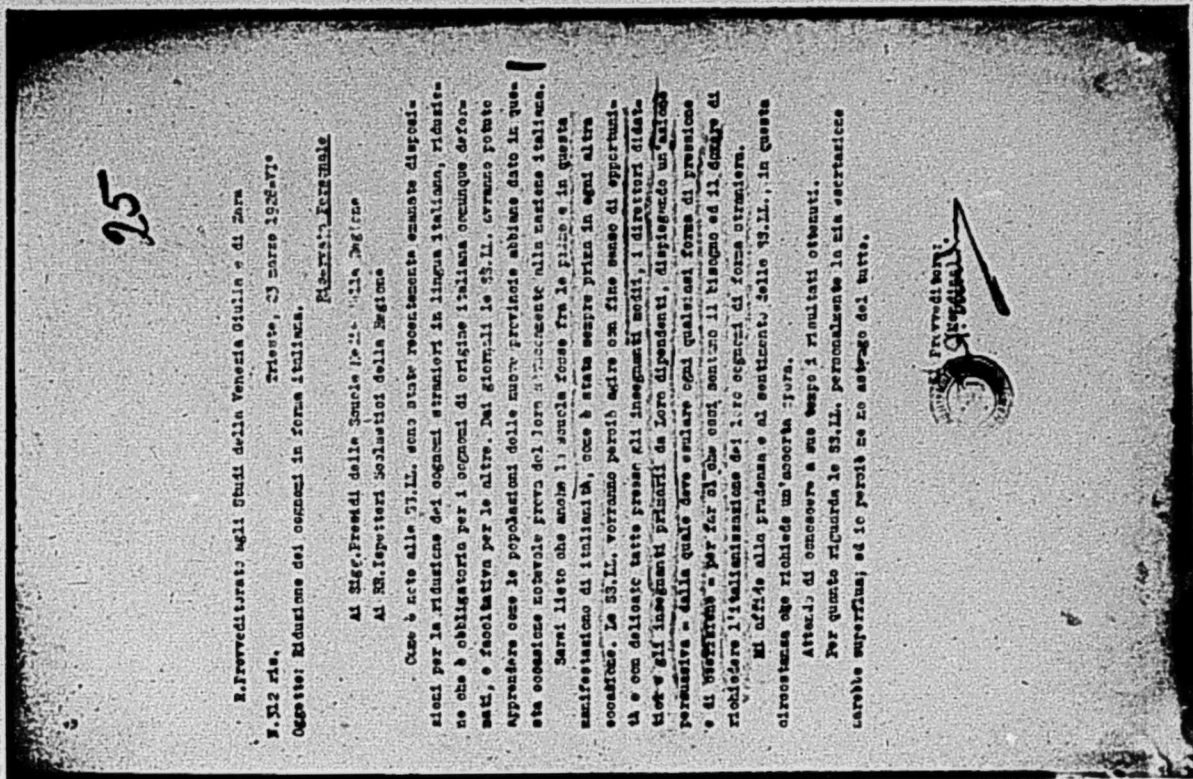 25
R.Provveditorato agli Studi della Venezia Giulia e di Zara
N.512 ris. Trieste, 23 marzo 1928
Oggetto: Riduzione dei cognomi in forma italiana.
Riservata Personale
Ai Sigg.Presidi delle Scuole Medie della Regione
Ai RR.Ispettori Scolastici della Regione
Come è noto alle SS.LL. sono state recentemente emanate disposi=
zioni per la riduzione dei cognomi stranieri in lingua italiana, riduzio=
ne che è obbligatoria per i cognomi di origine italiana comunque defor=
mati, e facoltativa per le altre. Dai giornali le SS.LL. avranno potuto
apprendere come le popolazioni delle nuove provincie abbiano dato in que=
sta occasione notevole prova del loro attaccamento alla nazione italiana.
Sarei lieto che anche la scuola fosse fra le prime e in questa
manifestazione di italianità, come è stata sempre prima in ogni altra
occasione. Le SS.LL. vorranno perciò agire con fine senso di opportuni=
tà e con delicato tatto presso gli insegnanti medii, i direttori didat=
tici e gli insegnanti primari da Loro dipendenti, dispiegando un'azione
persuasiva = dalla quale deve esulare ogni qualsiasi forma di pressione
e di = per far sì che essi sentano il bisogno ed il dovere di
richiedere l'italianizzazione dei loro cognomi di forma straniera.
Mi affido alla prudenza e al sentimento delle SS.LL., in questa
circostanza che richiede un'accorta opera.
Attendo di conoscere a suo tempo i risultati ottenuti.
Per quanto riguarda le SS.LL. personalmente la mia esortazione
sarebbe superflua; ed io perciò me ne astengo del tutto.
Il Provveditore: